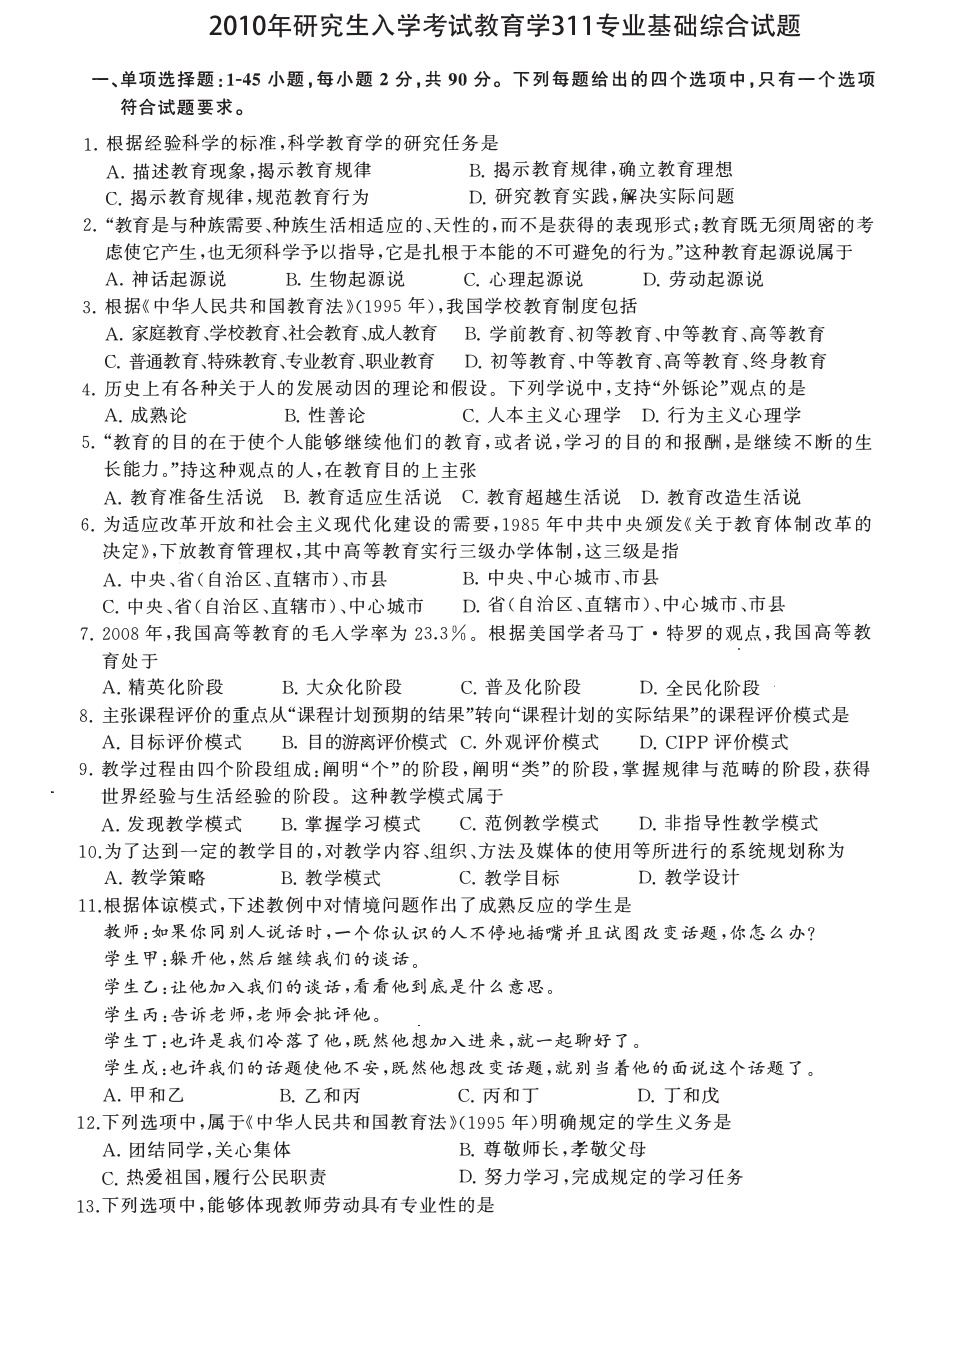 2010年研究生入学考试教育学311专业基础综合试题
一、单项选择题:1-45 小题,每小题 2 分,共 90 分。下列每题给出的四个选项中,只有一个选项
符合试题要求。
1. 根据经验科学的标准,科学教育学的研究任务是
A. 描述教育现象,揭示教育规律 B. 揭示教育规律,确立教育理想
C. 揭示教育规律,规范教育行为 D. 研究教育实践,解决实际问题
2. “教育是与种族需要、种族生活相适应的、天性的,而不是获得的表现形式;教育既无须周密的考
虑使它产生,也无须科学予以指导,它是扎根于本能的不可避免的行为。”这种教育起源说属于
A. 神话起源说 B. 生物起源说 C. 心理起源说 D. 劳动起源说
3. 根据《中华人民共和国教育法》(1995 年),我国学校教育制度包括
A. 家庭教育、学校教育、社会教育、成人教育 B. 学前教育、初等教育、中等教育、高等教育
C. 普通教育、特殊教育、专业教育、职业教育 D. 初等教育、中等教育、高等教育、终身教育
4. 历史上有各种关于人的发展动因的理论和假设。下列学说中,支持“外铄论”观点的是
A. 成熟论 B. 性善论 C. 人本主义心理学 D. 行为主义心理学
5. “教育的目的在于使个人能够继续他们的教育,或者说,学习的目的和报酬,是继续不断的生
长能力。”持这种观点的人,在教育目的上主张
A. 教育准备生活说 B. 教育适应生活说 C. 教育超越生活说 D. 教育改造生活说
6. 为适应改革开放和社会主义现代化建设的需要,1985 年中共中央颁发《关于教育体制改革的
决定》,下放教育管理权,其中高等教育实行三级办学体制,这三级是指
A. 中央、省(自治区、直辖市)、市县 B. 中央、中心城市、市县
C. 中央、省(自治区、直辖市)、中心城市 D. 省(自治区、直辖市)、中心城市、市县
7. 2008 年,我国高等教育的毛入学率为 23.3%。根据美国学者马丁·特罗的观点,我国高等教
育处于
A. 精英化阶段 B. 大众化阶段 C. 普及化阶段 D. 全民化阶段
8. 主张课程评价的重点从“课程计划预期的结果”转向“课程计划的实际结果”的课程评价模式是
A. 目标评价模式 B. 目的游离评价模式 C. 外观评价模式 D. CIPP 评价模式
9. 教学过程由四个阶段组成:阐明“个”的阶段,阐明“类”的阶段,掌握规律与范畴的阶段,获得
世界经验与生活经验的阶段。这种教学模式属于
A. 发现教学模式 B. 掌握学习模式 C. 范例教学模式 D. 非指导性教学模式
10.为了达到一定的教学目的,对教学内容、组织、方法及媒体的使用等所进行的系统规划称为
A. 教学策略 B. 教学模式 C. 教学目标 D. 教学设计
11.根据体谅模式,下述教例中对情境问题作出了成熟反应的学生是
教师:如果你同别人说话时,一个你认识的人不停地插嘴并且试图改变话题,你怎么办?
学生甲:躲开他,然后继续我们的谈话。
学生乙:让他加入我们的谈话,看看他到底是什么意思。
学生丙:告诉老师,老师会批评他。
学生丁:也许是我们冷落了他,既然他想加入进来,就一起聊好了。
学生戊:也许我们的话题使他不安,既然他想改变话题,就别当着他的面说这个话题了。
A. 甲和乙 B. 乙和丙 C. 丙和丁 D. 丁和戊
12.下列选项中,属于《中华人民共和国教育法》(1995 年)明确规定的学生义务是
A. 团结同学,关心集体 B. 尊敬师长,孝敬父母
C. 热爱祖国,履行公民职责 D. 努力学习,完成规定的学习任务
13.下列选项中,能够体现教师劳动具有专业性的是